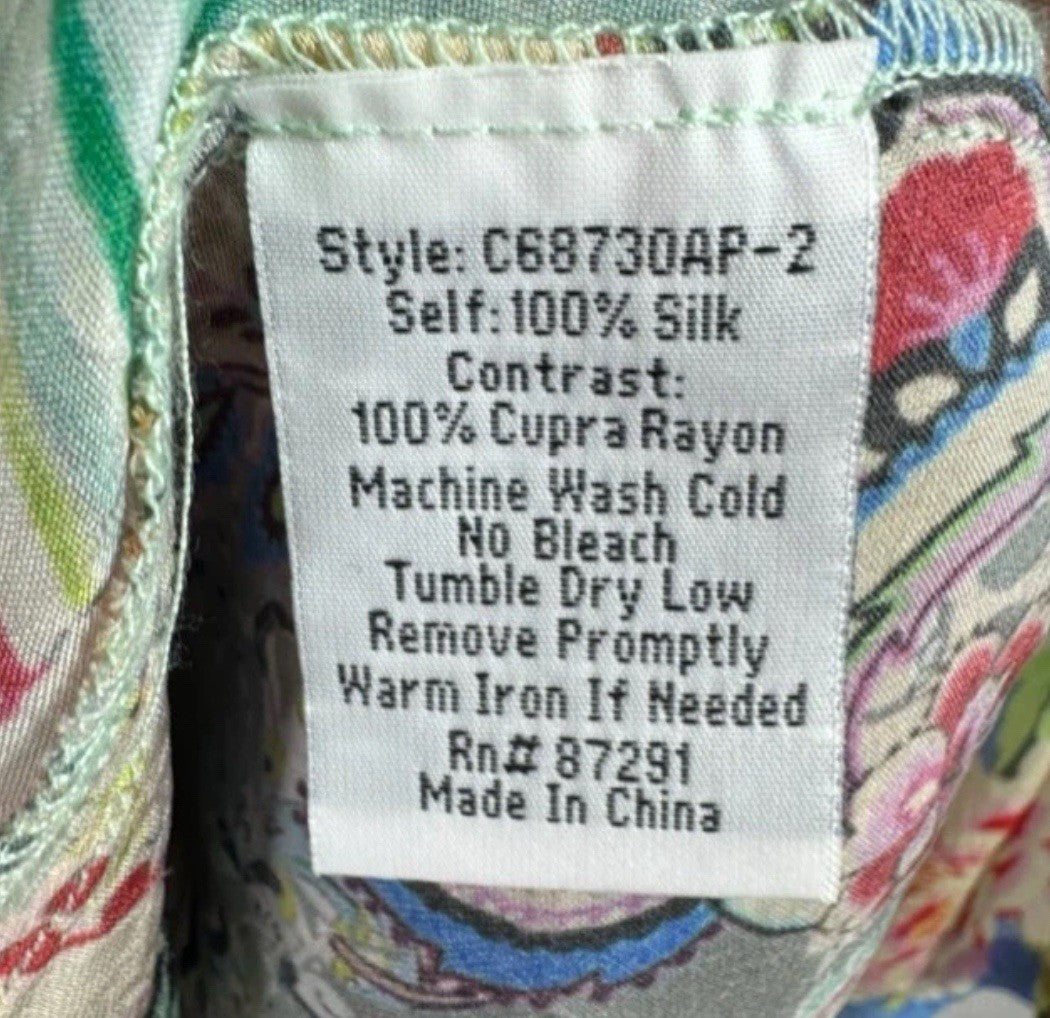 Style: C68730AP-2
Self: 100% Silk
Contrast:
100% Cupra Rayon
Machine Wash Cold
No Bleach
Tumble Dry Low
Remove Promptly
Warm Iron If Needed
Rn# 87291
Made In China